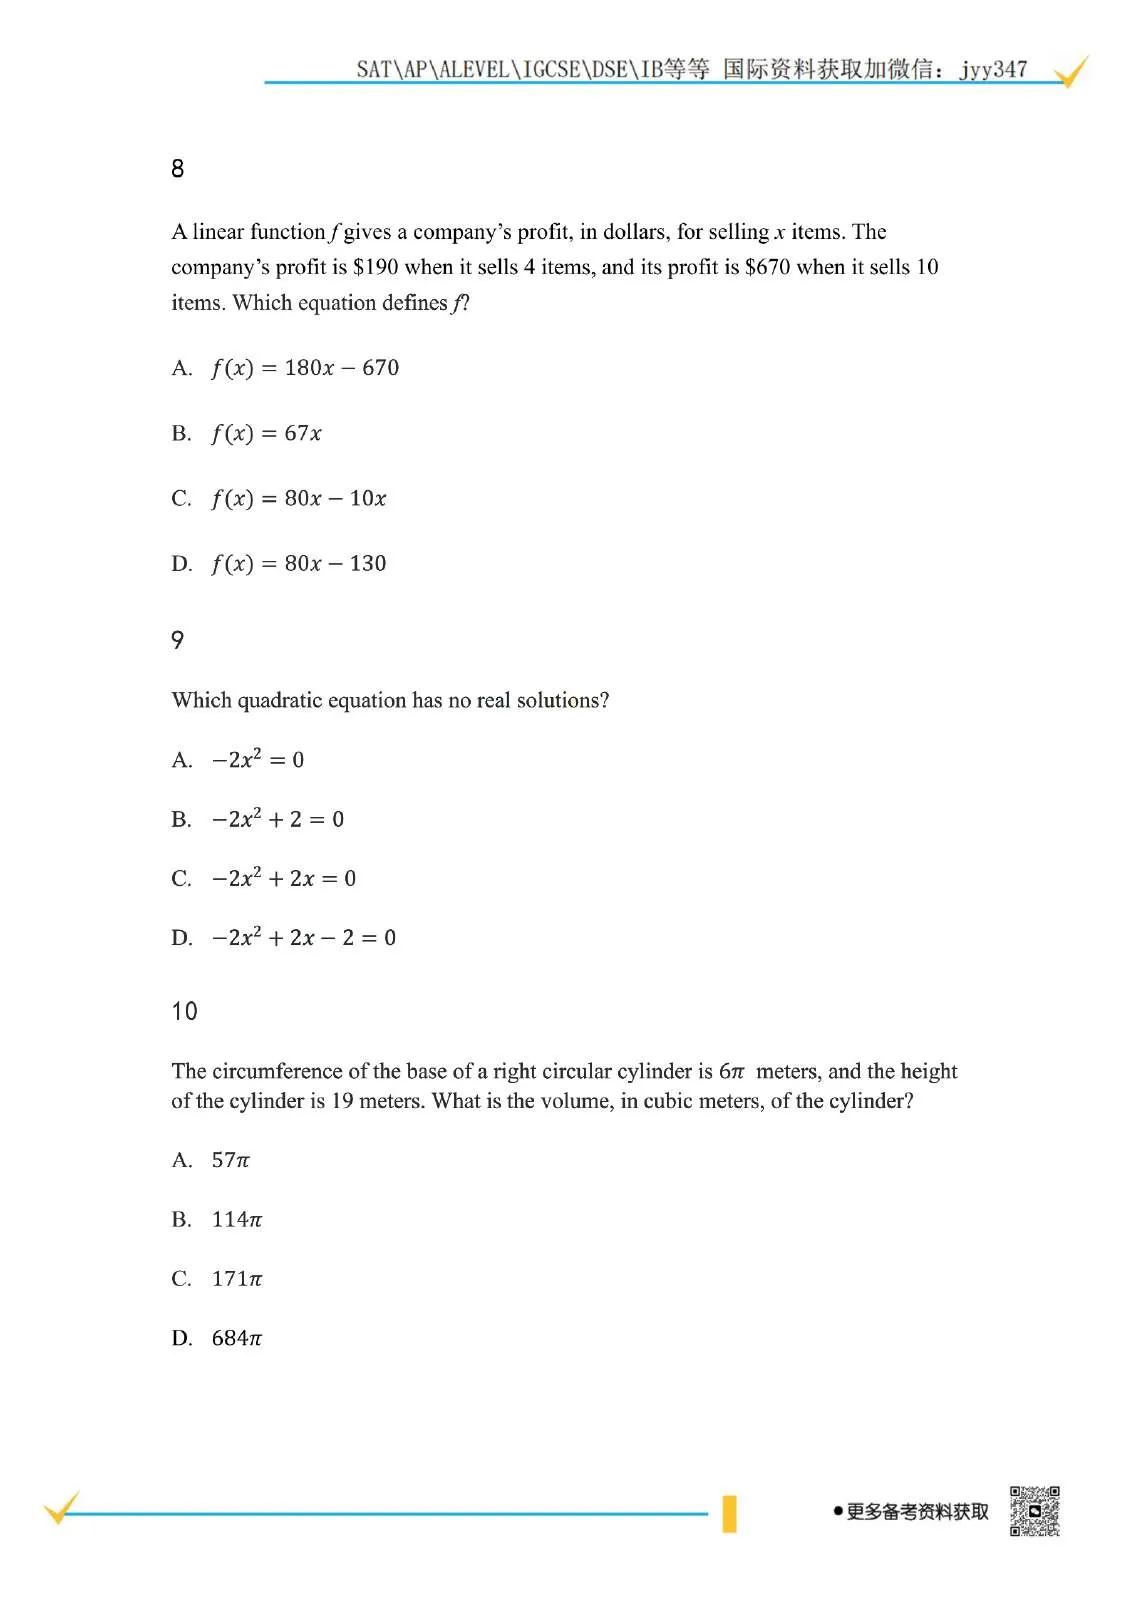 SAT\AP\ALEVEL\IGCSE\DSE\IB等等 国际资料获取加微信：jyy347
8
A linear function f gives a company’s profit, in dollars, for selling x items. The
company’s profit is $190 when it sells 4 items, and its profit is $670 when it sells 10
items. Which equation defines f?
A. f(x) = 180x − 670
B. f(x) = 67x
C. f(x) = 80x − 10x
D. f(x) = 80x − 130
9
Which quadratic equation has no real solutions?
A. −2x² = 0
B. −2x² + 2 = 0
C. −2x² + 2x = 0
D. −2x² + 2x − 2 = 0
10
The circumference of the base of a right circular cylinder is 6π meters, and the height
of the cylinder is 19 meters. What is the volume, in cubic meters, of the cylinder?
A. 57π
B. 114π
C. 171π
D. 684π
●更多备考资料获取